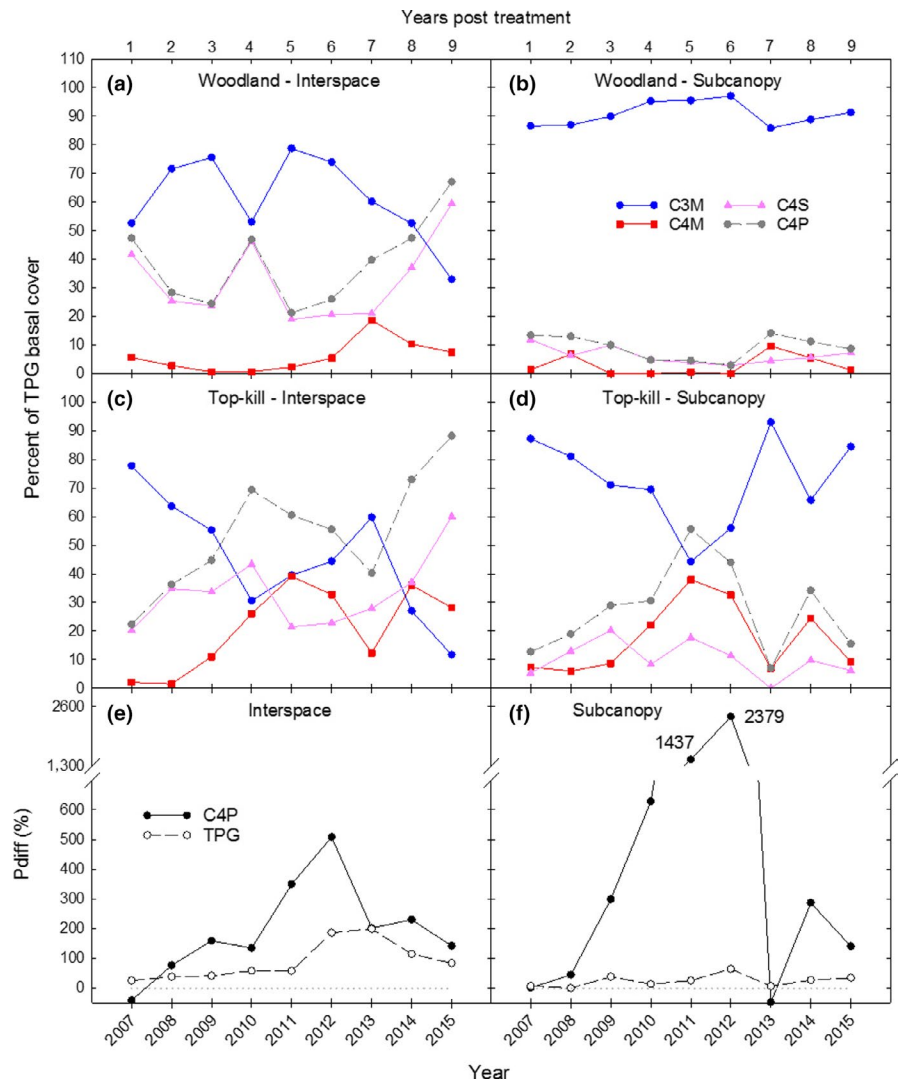 Years post treatment
1 2 3 4 5 6 7 8 9 1 2 3 4 5 6 7 8 9
110
100
90
80
70
60
50
40
30
20
10
0
(a) Woodland - Interspace
(b) Woodland - Subcanopy
C3M C4S
C4M C4P
Percent of TPG basal cover
100
90
80
70
60
50
40
30
20
10
0
(c) Top-kill - Interspace
(d) Top-kill - Subcanopy
2600
1,300
600
500
400
300
200
100
0
Pdiff (%)
(e) Interspace
C4P
TPG
(f) Subcanopy
1437
2379
2007 2008 2009 2010 2011 2012 2013 2014 2015 2007 2008 2009 2010 2011 2012 2013 2014 2015
Year